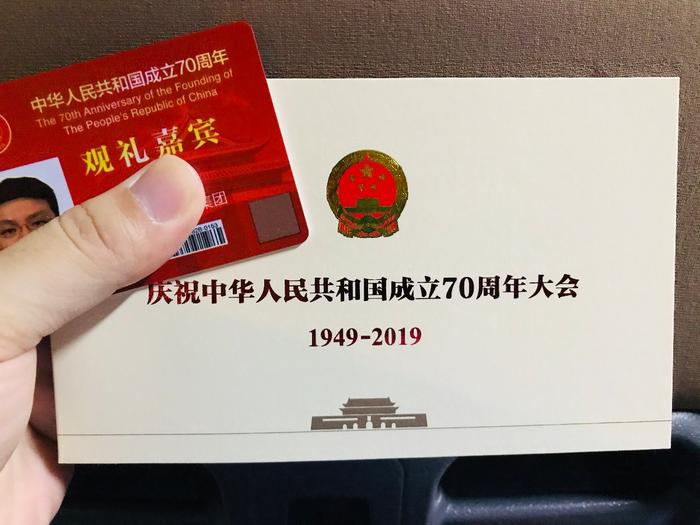 中华人民共和国成立70周年
The 70th Anniversary of the Founding of
The People's Republic of China
观礼嘉宾
集团
庆祝中华人民共和国成立70周年大会
1949-2019